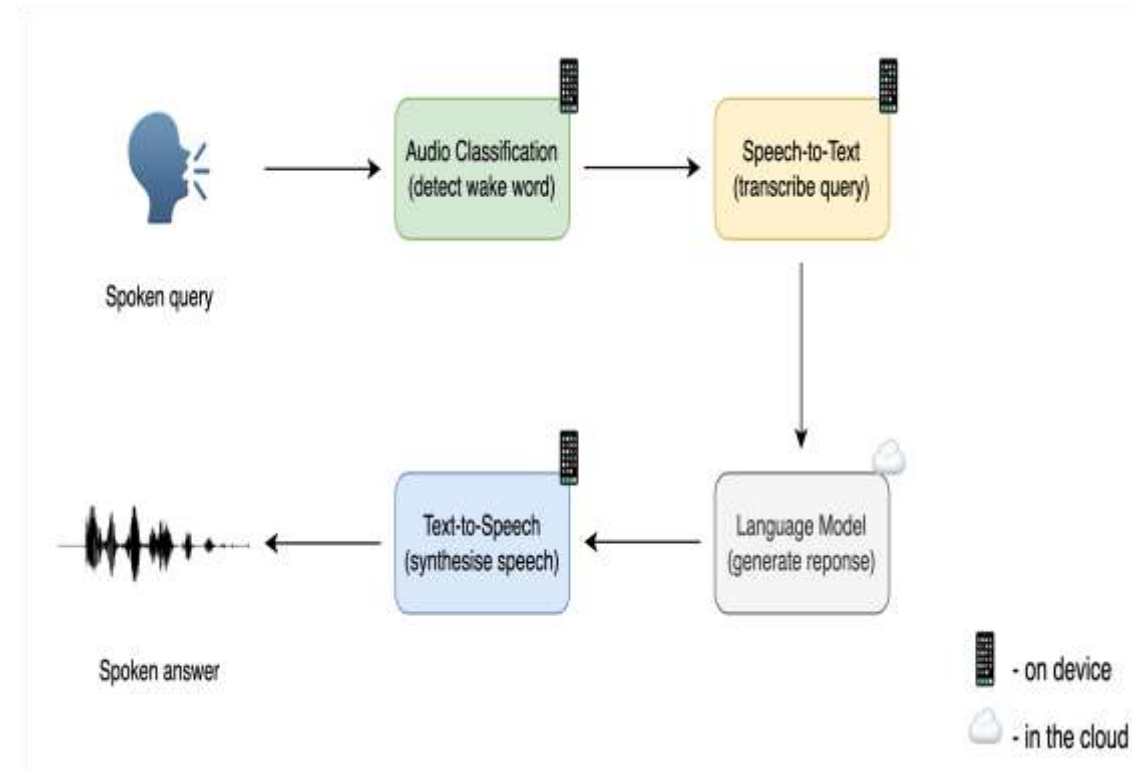 Audio Classification
(detect wake word)
Speech-to-Text
(transcribe query)
Spoken query
Text-to-Speech
(synthesise speech)
Language Model
(generate reponse)
Spoken answer
- on device
- in the cloud